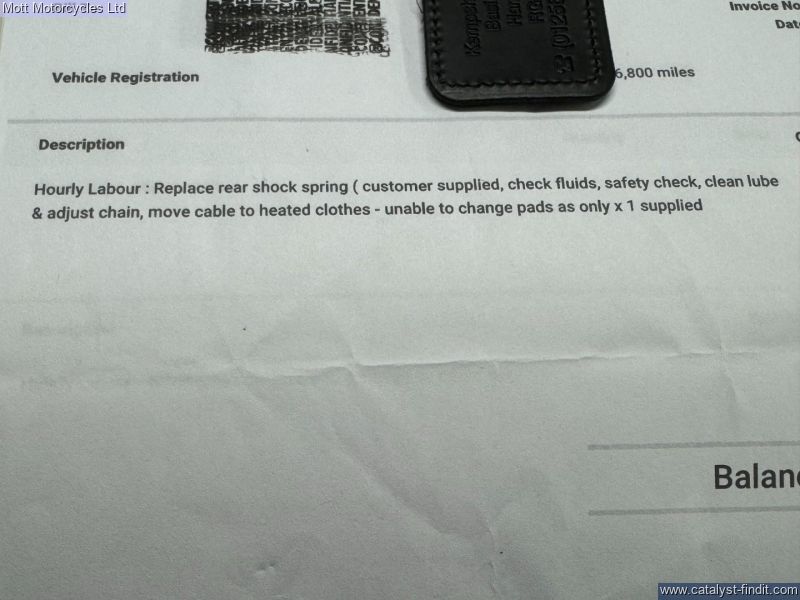 Mott Motorcycles Ltd
Invoice No
Date
Vehicle Registration
6,800 miles
Description
Hourly Labour : Replace rear shock spring ( customer supplied, check fluids, safety check, clean lube
& adjust chain, move cable to heated clothes - unable to change pads as only x 1 supplied
Balan
www.catalyst-findit.com